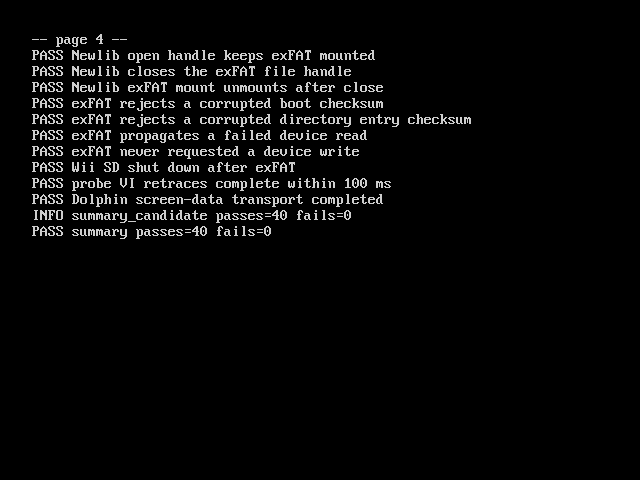 -- page 4 --
PASS Newlib open handle keeps exFAT mounted
PASS Newlib closes the exFAT file handle
PASS Newlib exFAT mount unmounts after close
PASS exFAT rejects a corrupted boot checksum
PASS exFAT rejects a corrupted directory entry checksum
PASS exFAT propagates a failed device read
PASS exFAT never requested a device write
PASS Wii SD shut down after exFAT
PASS probe VI retraces complete within 100 ms
PASS Dolphin screen-data transport completed
INFO summary_candidate passes=40 fails=0
PASS summary passes=40 fails=0